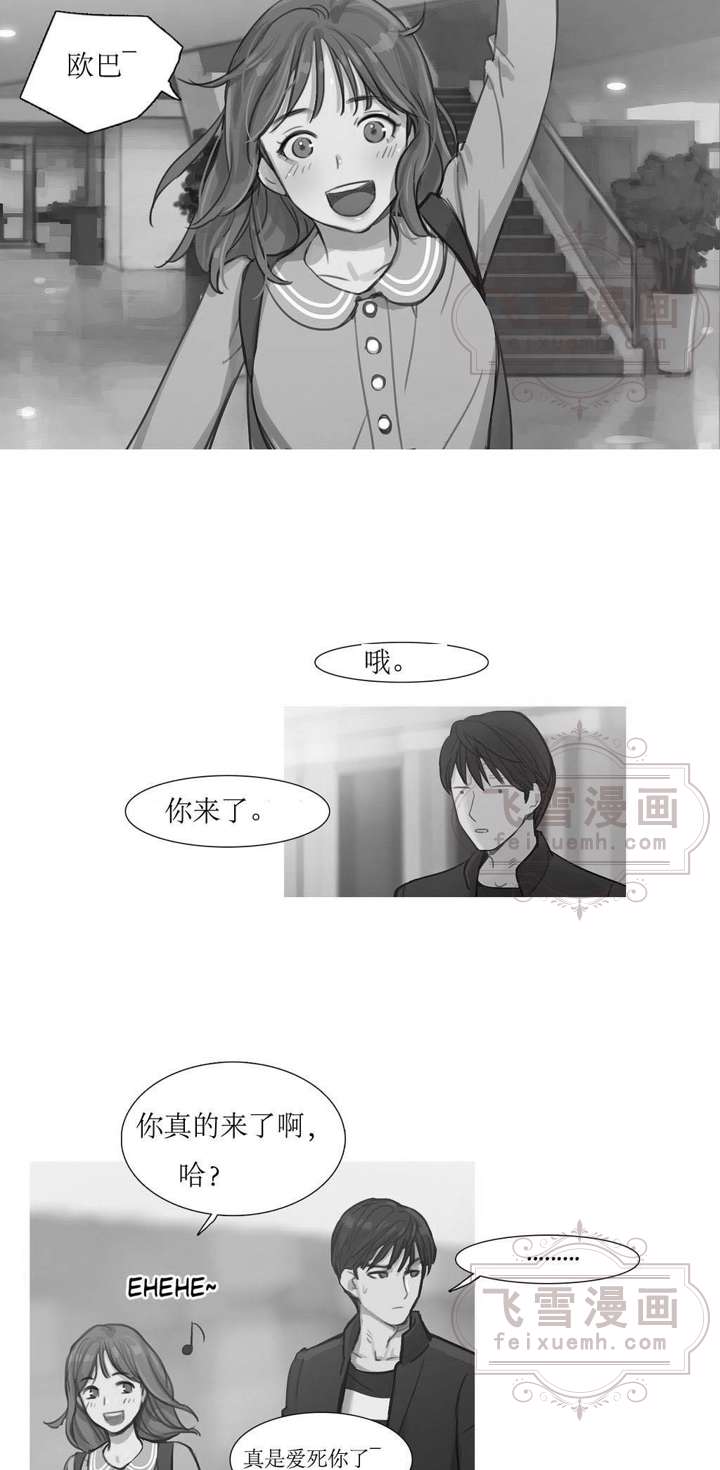 欧巴~
飞雪漫画
feixuemh.com
哦。
你来了。
飞雪漫画
feixuemh.com
你真的来了啊,
哈?
.........
EHEHE~
飞雪漫画
feixuemh.com
真是爱死你了~